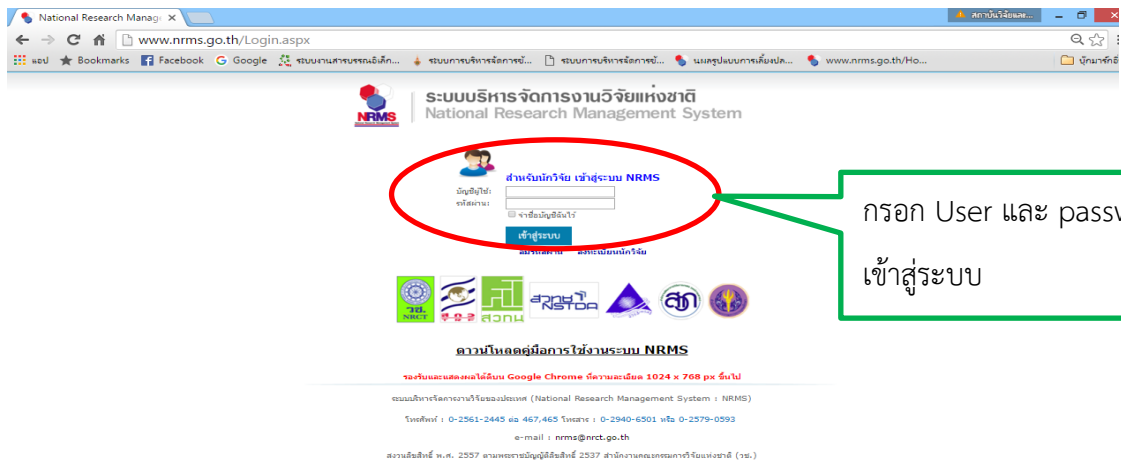 National Research Manag
สถาบันวิจัยและ...
www.nrms.go.th/Login.aspx
แอป Bookmarks Facebook Google ระบบงานสารบรรณอิเล็ก... ระบบการบริหารจัดการข้... ระบบการบริหารจัดการข้... www.nrms.go.th/Ho...
NRMS
ระบบบริหารจัดการงานวิจัยแห่งชาติ
National Research Management System
สำหรับนักวิจัย เข้าสู่ระบบ NRMS
บัญชีผู้ใช้:
รหัสผ่าน:
จำชื่อบัญชีฉันไว้
เข้าสู่ระบบ
ลืมรหัสผ่าน ลงทะเบียนนักวิจัย
กรอก User และ passw
เข้าสู่ระบบ
วช. NRCT สวทช NSTDA
ดาวน์โหลดคู่มือการใช้งานระบบ NRMS
รองรับและแสดงผลได้ดีบน Google Chrome ที่ความละเอียด 1024 x 768 px ขึ้นไป
ระบบบริหารจัดการงานวิจัยของประเทศ (National Research Management System : NRMS)
โทรศัพท์ : 0-2561-2445 ต่อ 467,465 โทรสาร : 0-2940-6501 หรือ 0-2579-0593
e-mail : nrms@nrct.go.th
สงวนลิขสิทธิ์ พ.ศ. 2557 ตามพระราชบัญญัติลิขสิทธิ์ 2537 สำนักงานคณะกรรมการวิจัยแห่งชาติ (วช.)